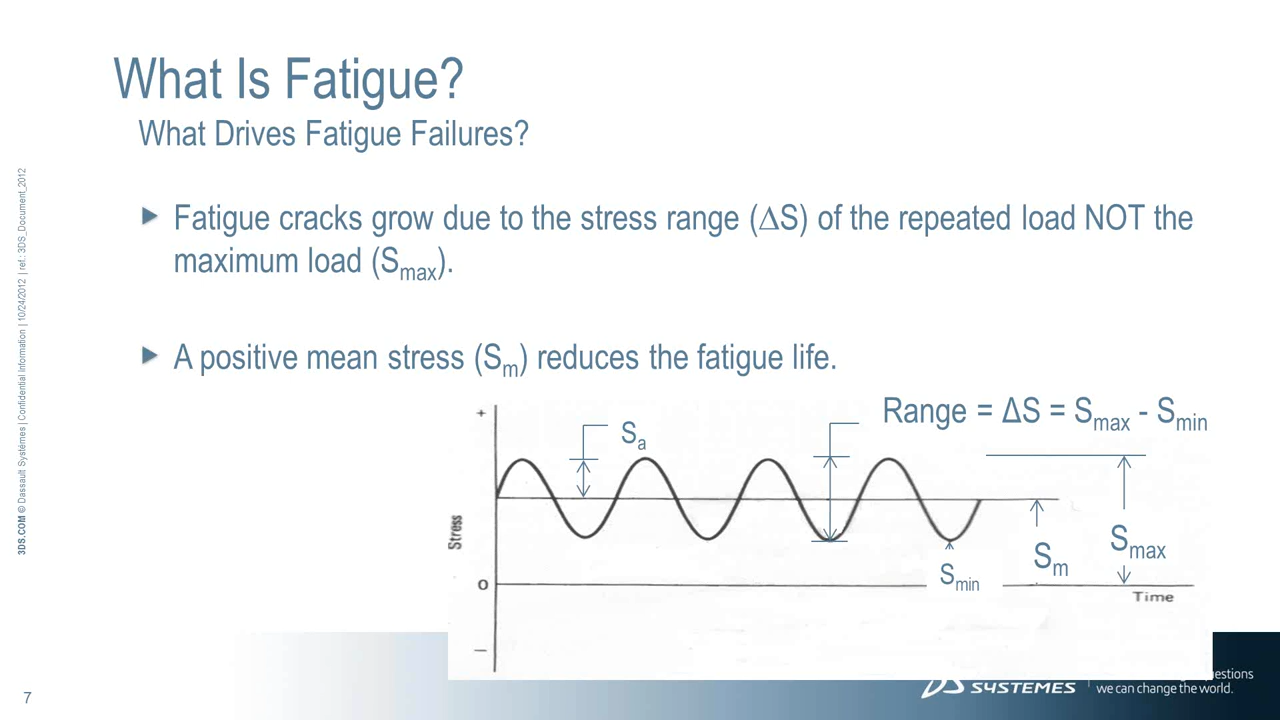 What Is Fatigue?
What Drives Fatigue Failures?
Fatigue cracks grow due to the stress range (∆S) of the repeated load NOT the
maximum load (Smax).
A positive mean stress (Sm) reduces the fatigue life.
Range = ΔS = Smax - Smin
+
Sa
Stress
Smax
Sm
Smin
0
Time
–
3DS.COM © Dassault Systèmes | Confidential Information | 10/24/2012 | ref.: 3DS_Document_2012
7
SYSTEMES
we can change the world.